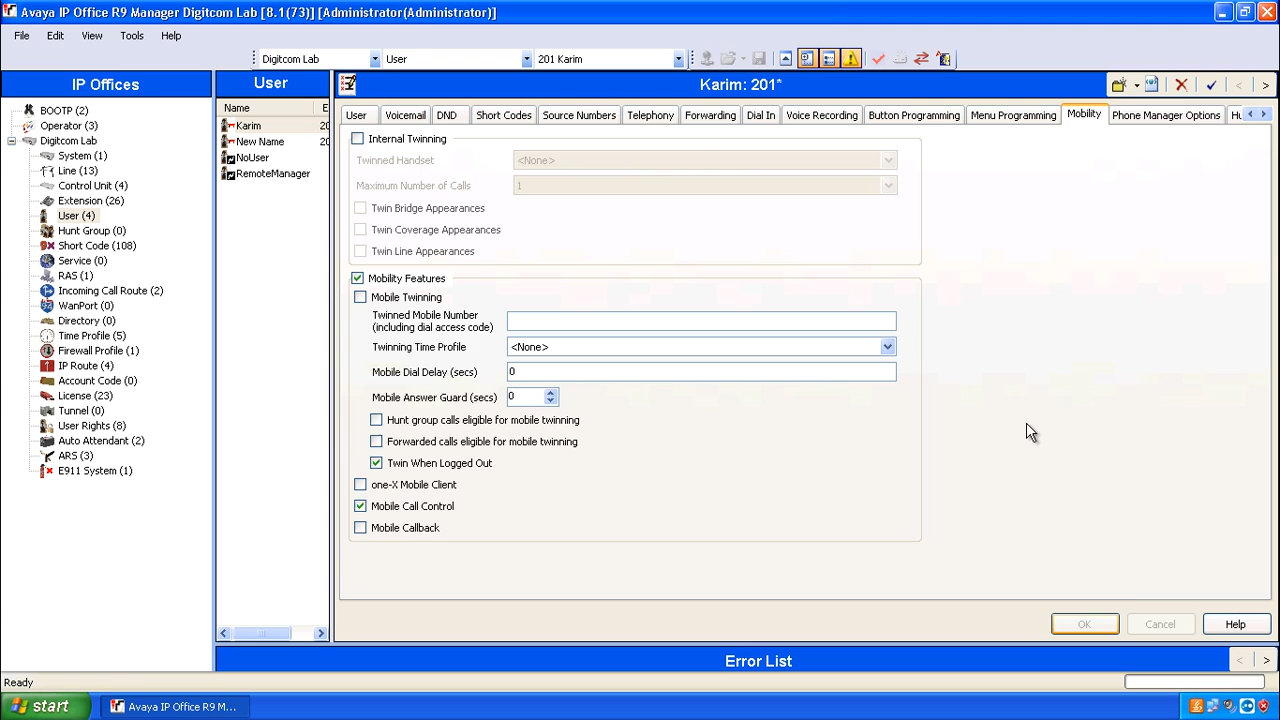 Avaya IP Office R9 Manager Digitcom Lab [8.1(73)] [Administrator(Administrator)]
File Edit View Tools Help
Digitcom Lab User 201 Karim
IP Offices
BOOTP (2)
Operator (3)
Digitcom Lab
System (1)
Line (13)
Control Unit (4)
Extension (26)
User (4)
Hunt Group (0)
Short Code (108)
Service (0)
RAS (1)
Incoming Call Route (2)
WanPort (0)
Directory (0)
Time Profile (5)
Firewall Profile (1)
IP Route (4)
Account Code (0)
License (23)
Tunnel (0)
User Rights (8)
Auto Attendant (2)
ARS (3)
E911 System (1)
User
Name E
Karim 20
New Name 20
NoUser
RemoteManager
Karim: 201*
User Voicemail DND Short Codes Source Numbers Telephony Forwarding Dial In Voice Recording Button Programming Menu Programming Mobility Phone Manager Options Hu
Internal Twinning
Twinned Handset <None>
Maximum Number of Calls 1
Twin Bridge Appearances
Twin Coverage Appearances
Twin Line Appearances
Mobility Features
Mobile Twinning
Twinned Mobile Number
(including dial access code)
Twinning Time Profile <None>
Mobile Dial Delay (secs) 0
Mobile Answer Guard (secs) 0
Hunt group calls eligible for mobile twinning
Forwarded calls eligible for mobile twinning
Twin When Logged Out
one-X Mobile Client
Mobile Call Control
Mobile Callback
OK Cancel Help
Error List
Ready
start Avaya IP Office R9 M...